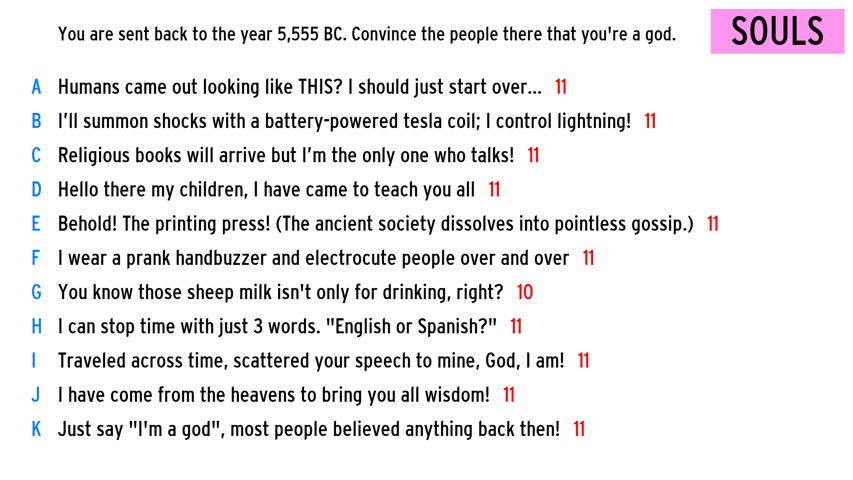 You are sent back to the year 5,555 BC. Convince the people there that you're a god.
SOULS
A Humans came out looking like THIS? I should just start over... 11
B I’ll summon shocks with a battery-powered tesla coil; I control lightning! 11
C Religious books will arrive but I’m the only one who talks! 11
D Hello there my children, I have came to teach you all 11
E Behold! The printing press! (The ancient society dissolves into pointless gossip.) 11
F I wear a prank handbuzzer and electrocute people over and over 11
G You know those sheep milk isn't only for drinking, right? 10
H I can stop time with just 3 words. "English or Spanish?" 11
I Traveled across time, scattered your speech to mine, God, I am! 11
J I have come from the heavens to bring you all wisdom! 11
K Just say "I'm a god", most people believed anything back then! 11